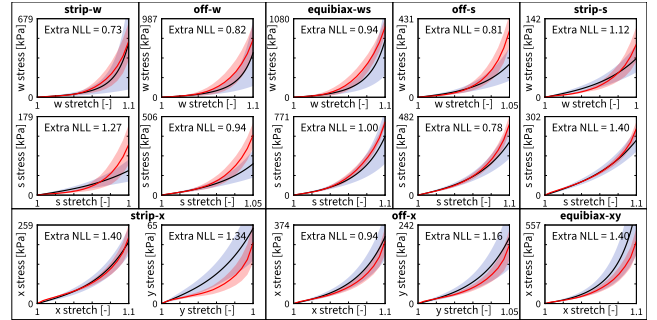 strip-w off-w equibiax-ws off-s strip-s
679 987 1080 431 142
Extra NLL = 0.73 Extra NLL = 0.82 Extra NLL = 0.94 Extra NLL = 0.81 Extra NLL = 1.12
w stress [kPa] w stress [kPa] w stress [kPa] w stress [kPa] w stress [kPa]
0 0 0 0 0
1 w stretch [-] 1.1 1 w stretch [-] 1.1 1 w stretch [-] 1.1 1 w stretch [-] 1.05 1 s stretch [-] 1.1
179 506 771 482 302
Extra NLL = 1.27 Extra NLL = 0.94 Extra NLL = 1.00 Extra NLL = 0.78 Extra NLL = 1.40
s stress [kPa] s stress [kPa] s stress [kPa] s stress [kPa] s stress [kPa]
0 0 0 0 0
1 s stretch [-] 1.1 1 s stretch [-] 1.05 1 s stretch [-] 1.1 1 s stretch [-] 1.1 1 s stretch [-] 1.1
strip-x off-x equibiax-xy
259 65 374 242 557
Extra NLL = 1.40 Extra NLL = 1.34 Extra NLL = 0.94 Extra NLL = 1.16 Extra NLL = 1.40
x stress [kPa] y stress [kPa] x stress [kPa] y stress [kPa] x stress [kPa]
0 0 0 0 0
1 x stretch [-] 1.1 1 y stretch [-] 1 1 x stretch [-] 1.1 1 y stretch [-] 1.05 1 x stretch [-] 1.1